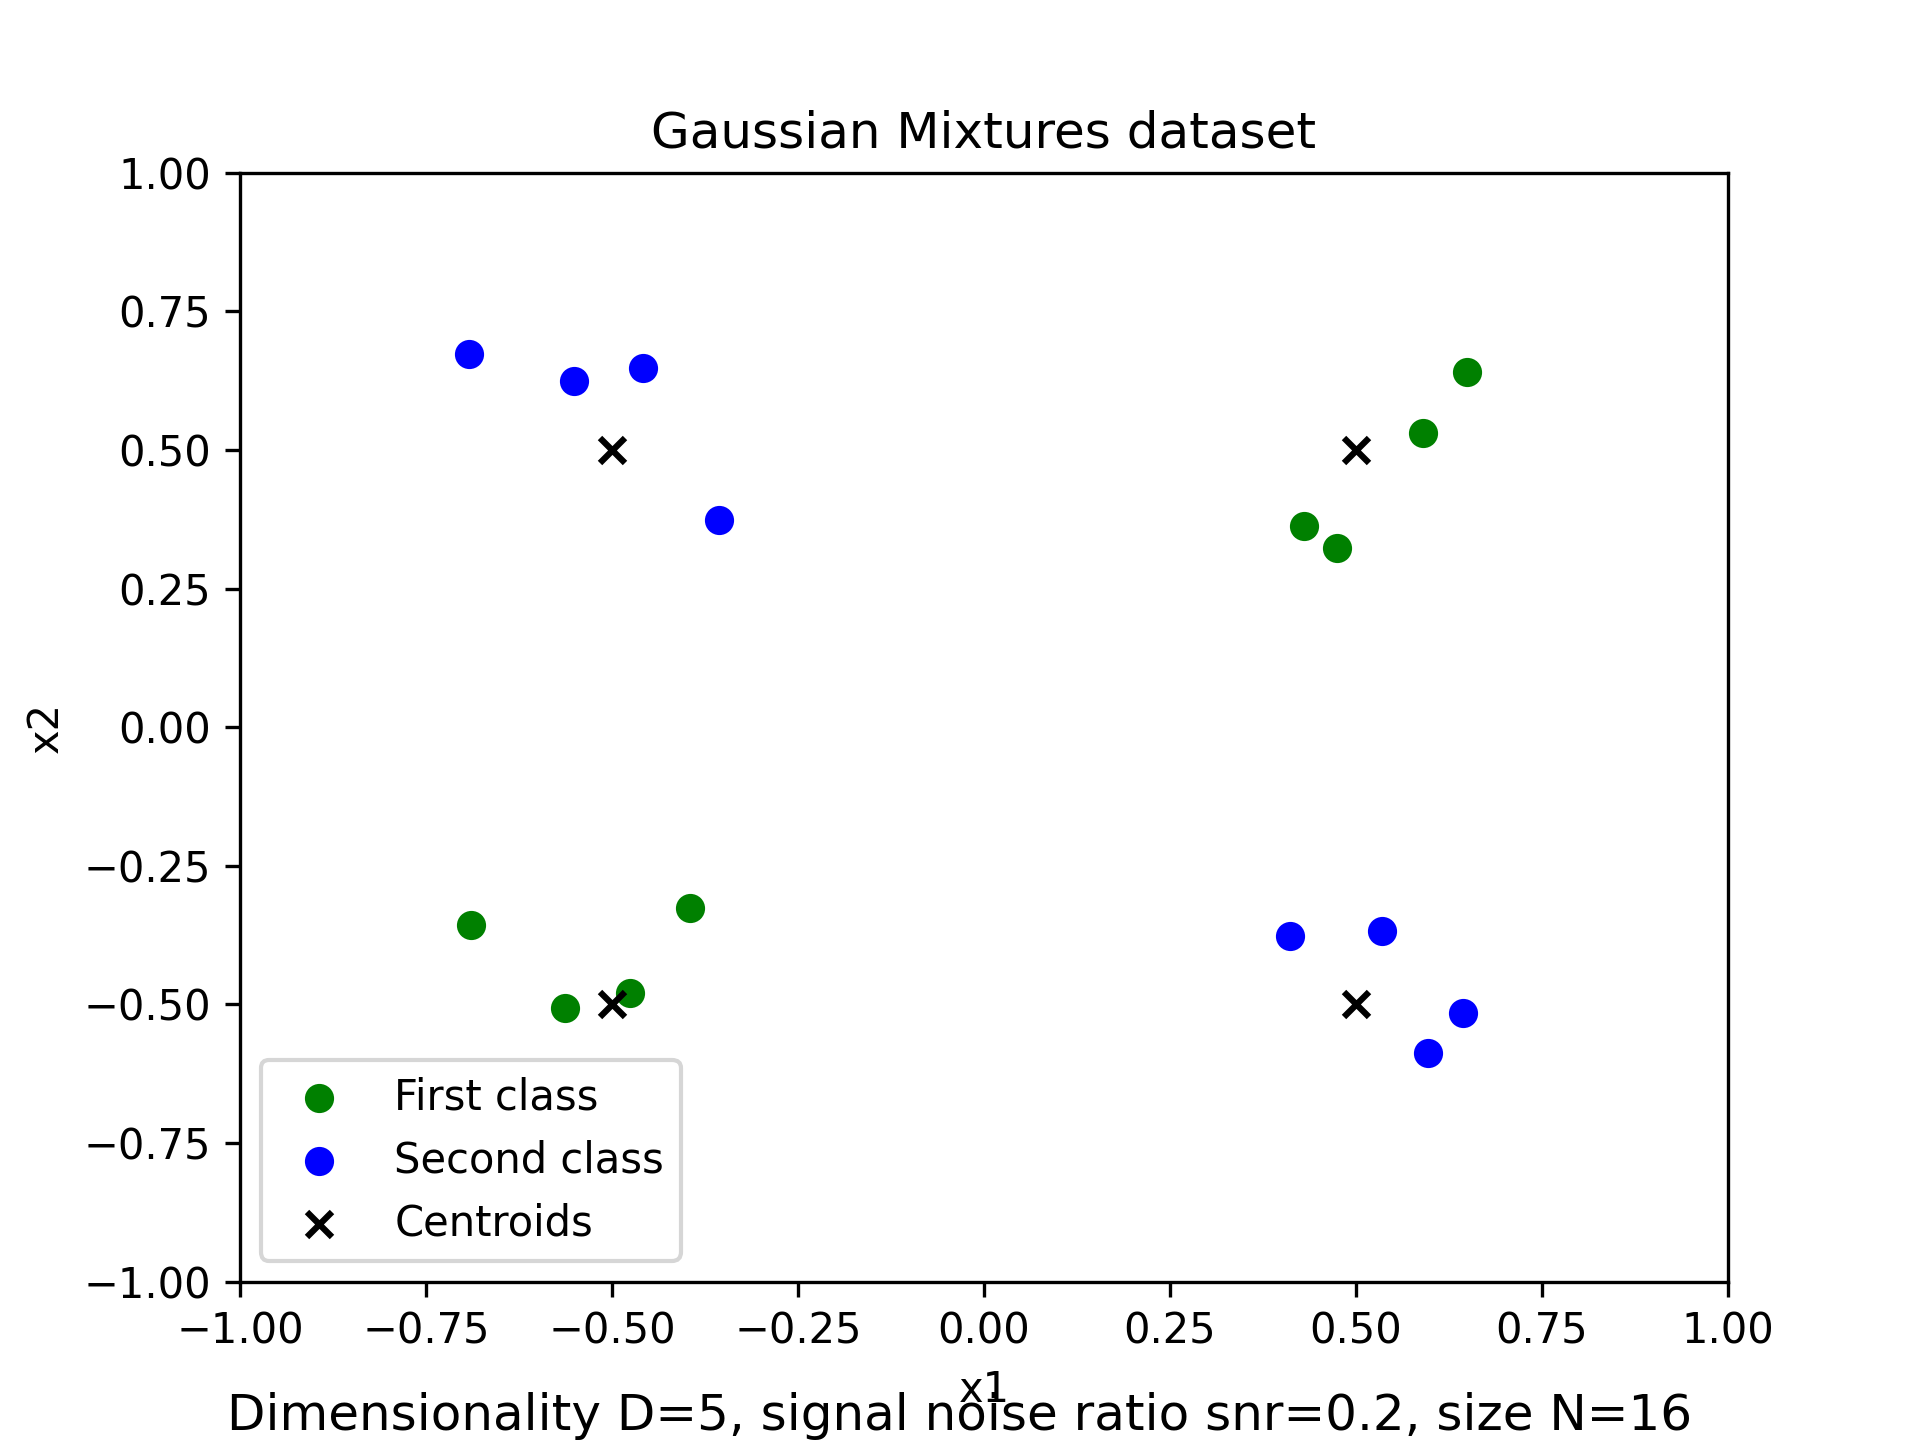 Gaussian Mixtures dataset
1.00
0.75
0.50
0.25
0.00
−0.25
−0.50
−0.75
−1.00
x2
First class
Second class
Centroids
−1.00 −0.75 −0.50 −0.25 0.00 0.25 0.50 0.75 1.00
x1
Dimensionality D=5, signal noise ratio snr=0.2, size N=16